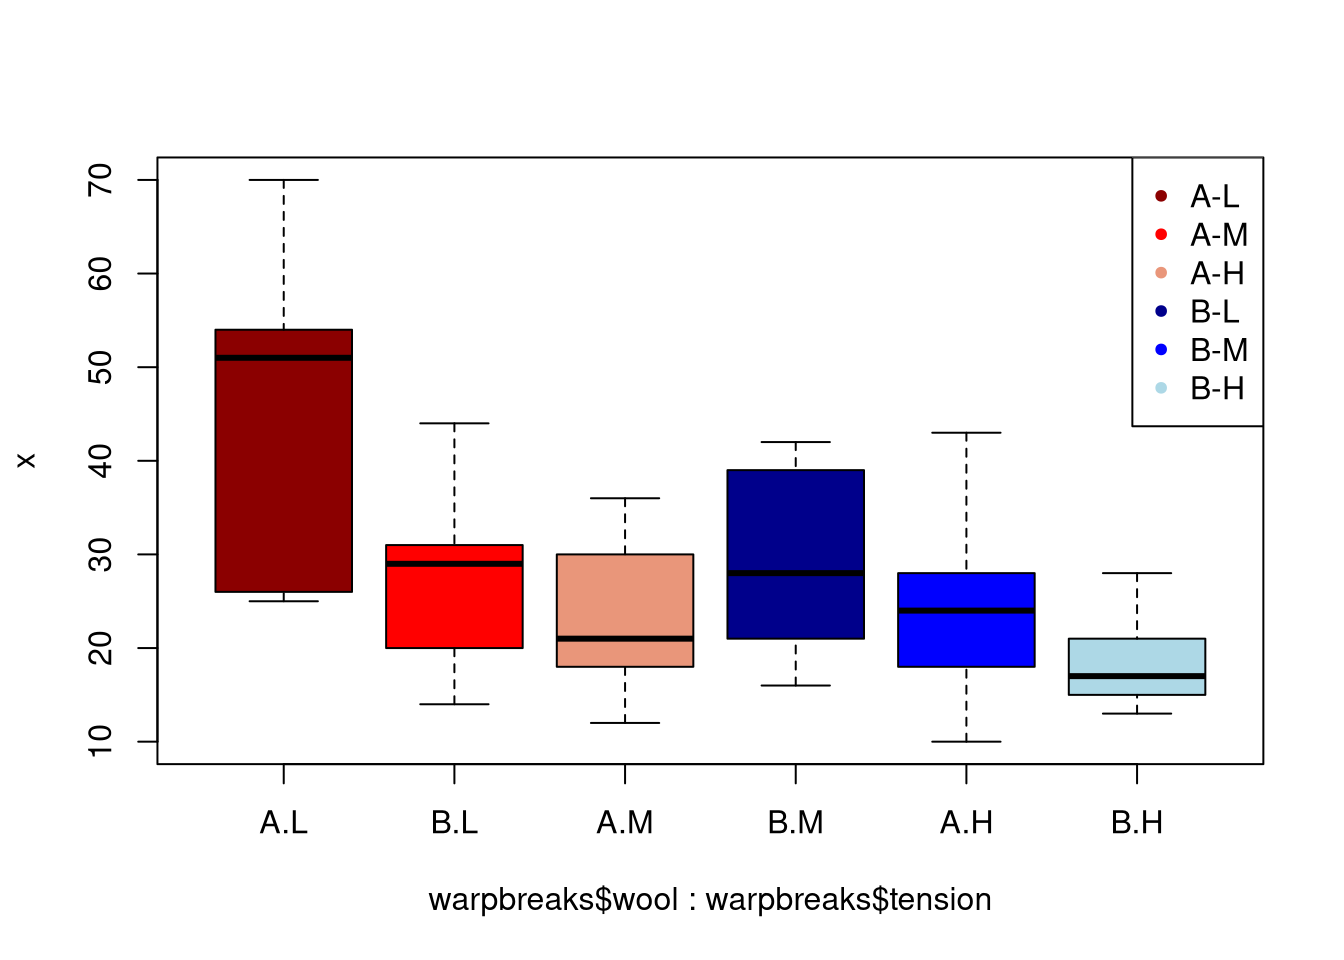 70
60
50
40
30
20
10
x
A-L
A-M
A-H
B-L
B-M
B-H
A.L B.L A.M B.M A.H B.H
warpbreaks$wool : warpbreaks$tension